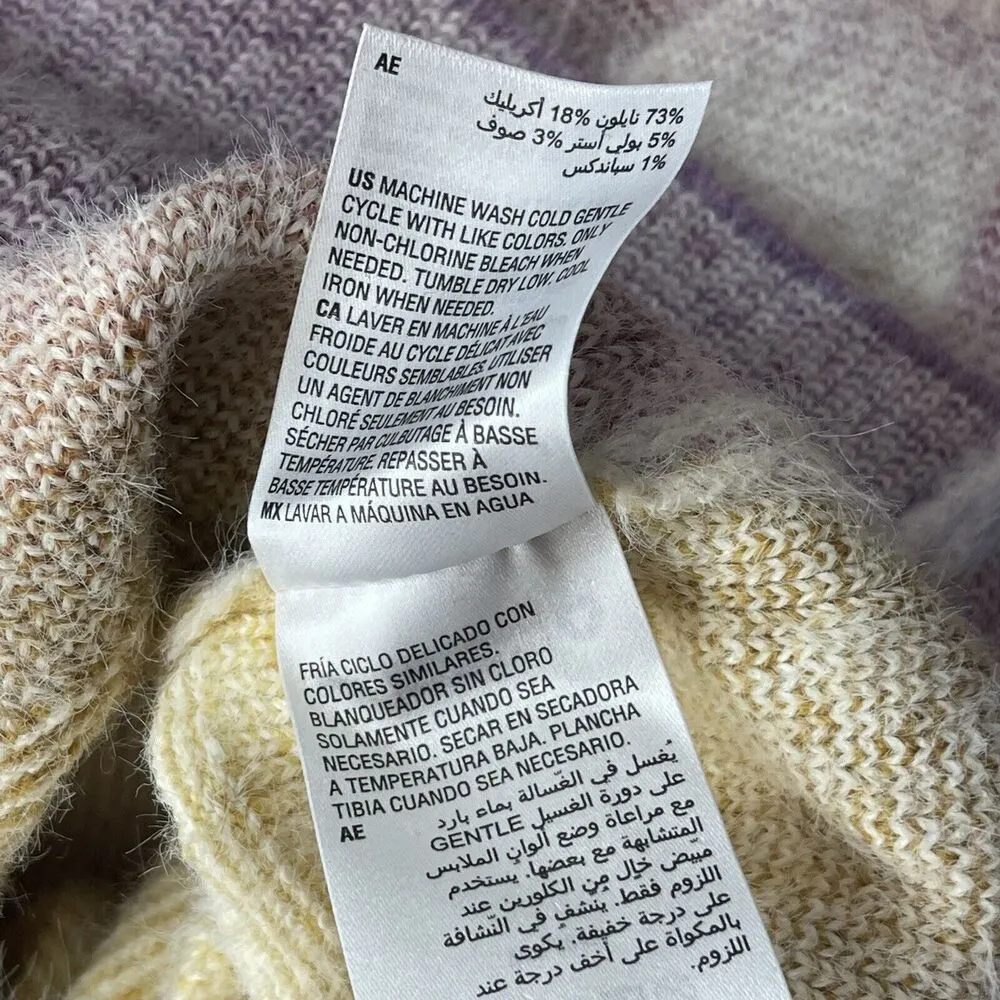 AE
73% نايلون 18% أكريليك
5% بولي أستر 3% صوف
1% سباندكس
US MACHINE WASH COLD GENTLE
CYCLE WITH LIKE COLORS. ONLY
NON-CHLORINE BLEACH WHEN
NEEDED. TUMBLE DRY LOW. COOL
IRON WHEN NEEDED.
CA LAVER EN MACHINE À L'EAU
FROIDE AU CYCLE DÉLICAT AVEC
COULEURS SEMBLABLES. UTILISER
UN AGENT DE BLANCHIMENT NON
CHLORÉ SEULEMENT AU BESOIN.
SÉCHER PAR CULBUTAGE À BASSE
TEMPÉRATURE. REPASSER À
BASSE TEMPÉRATURE AU BESOIN.
MX LAVAR A MÁQUINA EN AGUA
FRÍA CICLO DELICADO CON
COLORES SIMILARES.
BLANQUEADOR SIN CLORO
SOLAMENTE CUANDO SEA
NECESARIO. SECAR EN SECADORA
A TEMPERATURA BAJA. PLANCHA
TIBIA CUANDO SEA NECESARIO.
AE
يُغسل في الغسّالة بماء بارد
على دورة الغسيل GENTLE
مع مراعاة وضع ألوان الملابس
المتشابهة مع بعضها. يستخدم
مبيّض خال من الكلورين عند
اللزوم فقط. يُنشف في النّشافة
على درجة خفيفة. يكوى
بالمكواة على أخف درجة عند
اللزوم.